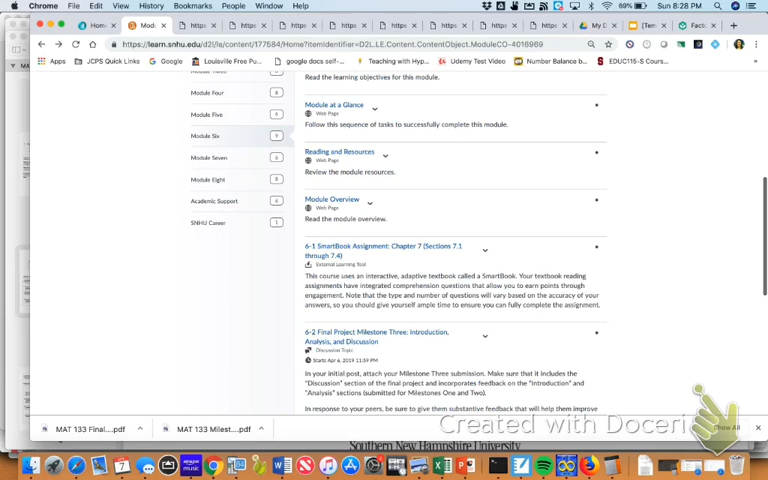 Chrome File Edit View History Bookmarks People Window Help 69% Sun 8:28 PM
Home Modu https https https https https https https My D (Tem Factc
https://learn.snhu.edu/d2l/le/content/177584/Home?itemIdentifier=D2L.LE.Content.ContentObject.ModuleCO-4016969
Apps JCPS Quick Links Google Louisville Free Pu... google docs self-... Teaching with Hyp... Udemy Test Video Number Balance b... EDUC115-S Course...
Read the learning objectives for this module.
Module Four 8
Module Five
Module Six 9
Module Seven
Module Eight 8
Academic Support
SNHU Career 1
Module at a Glance
Web Page
Follow this sequence of tasks to successfully complete this module.
Reading and Resources
Web Page
Review the module resources.
Module Overview
Web Page
Read the module overview.
6-1 SmartBook Assignment: Chapter 7 (Sections 7.1
through 7.4)
External Learning Tool
This course uses an interactive, adaptive textbook called a SmartBook. Your textbook reading
assignments have integrated comprehension questions that allow you to earn points through
engagement. Note that the type and number of questions will vary based on the accuracy of your
answers, so you should give yourself ample time to ensure you can fully complete the assignment.
6-2 Final Project Milestone Three: Introduction,
Analysis, and Discussion
Discussion Topic
Starts Apr 6, 2019 11:59 PM
In your initial post, attach your Milestone Three submission. Make sure that it includes the
"Discussion" section of the final project and incorporates feedback on the "Introduction" and
"Analysis" sections (submitted for Milestones One and Two).
In response to your peers, be sure to give them substantive feedback that will help them improve
MAT 133 Final....pdf MAT 133 Milest....pdf Show All
Created with Doceri
Southern New Hampshire University